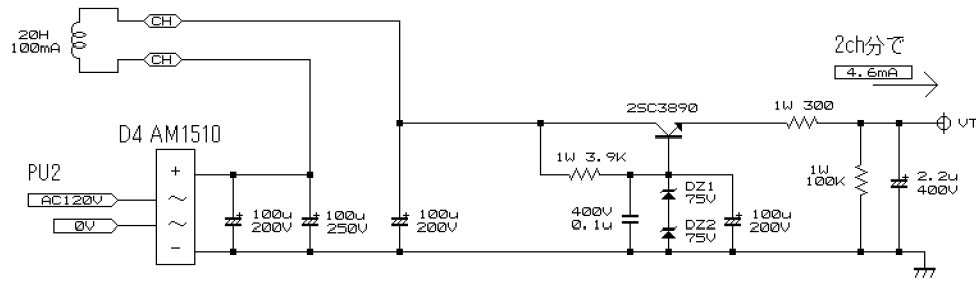 20H
100mA
CH
CH
2ch分で
4.6mA
2SC3890
1W 300
VT
D4 AM1510
PU2
AC120V
0V
+
~
~
-
+
100u
200V
+
100u
250V
+
100u
200V
1W 3.9K
400V
0.1u
DZ1
75V
DZ2
75V
+
100u
200V
1W
100K
+
2.2u
400V